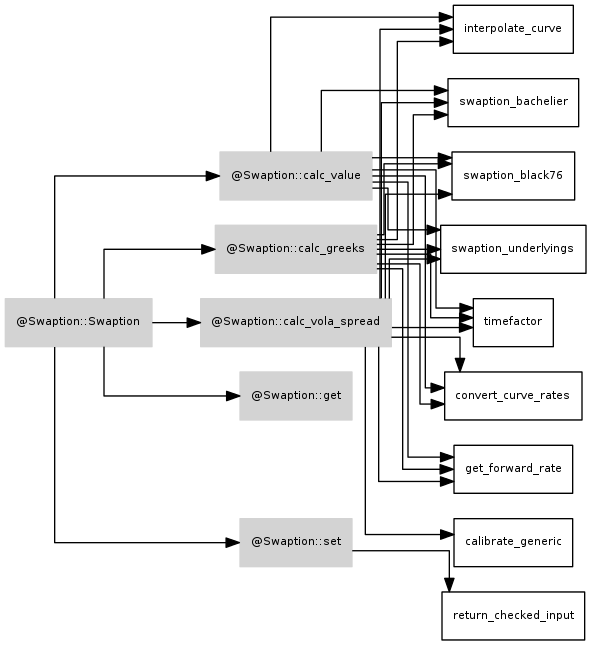 @Swaption::Swaption
@Swaption::calc_value
@Swaption::calc_greeks
@Swaption::calc_vola_spread
@Swaption::get
@Swaption::set
interpolate_curve
swaption_bachelier
swaption_black76
swaption_underlyings
timefactor
convert_curve_rates
get_forward_rate
calibrate_generic
return_checked_input